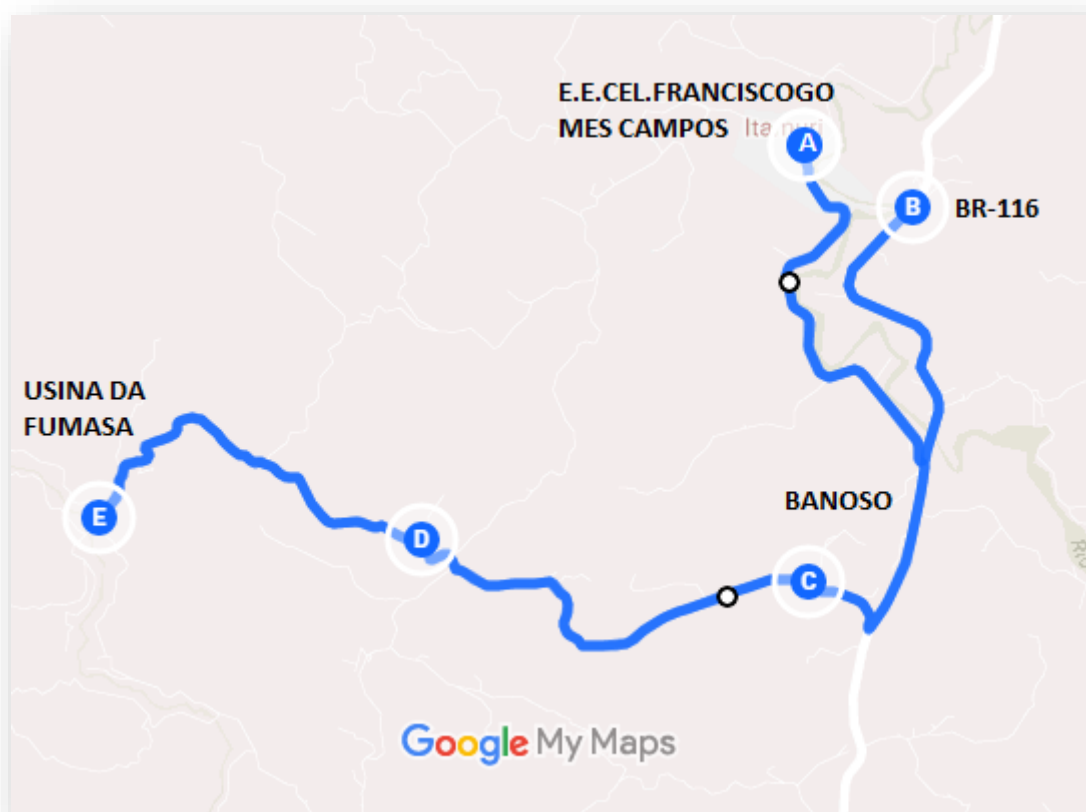 E.E.CEL.FRANCISCOGO
MES CAMPOS
A
B
BR-116
USINA DA
FUMASA
BANOSO
E
D
C
Google My Maps